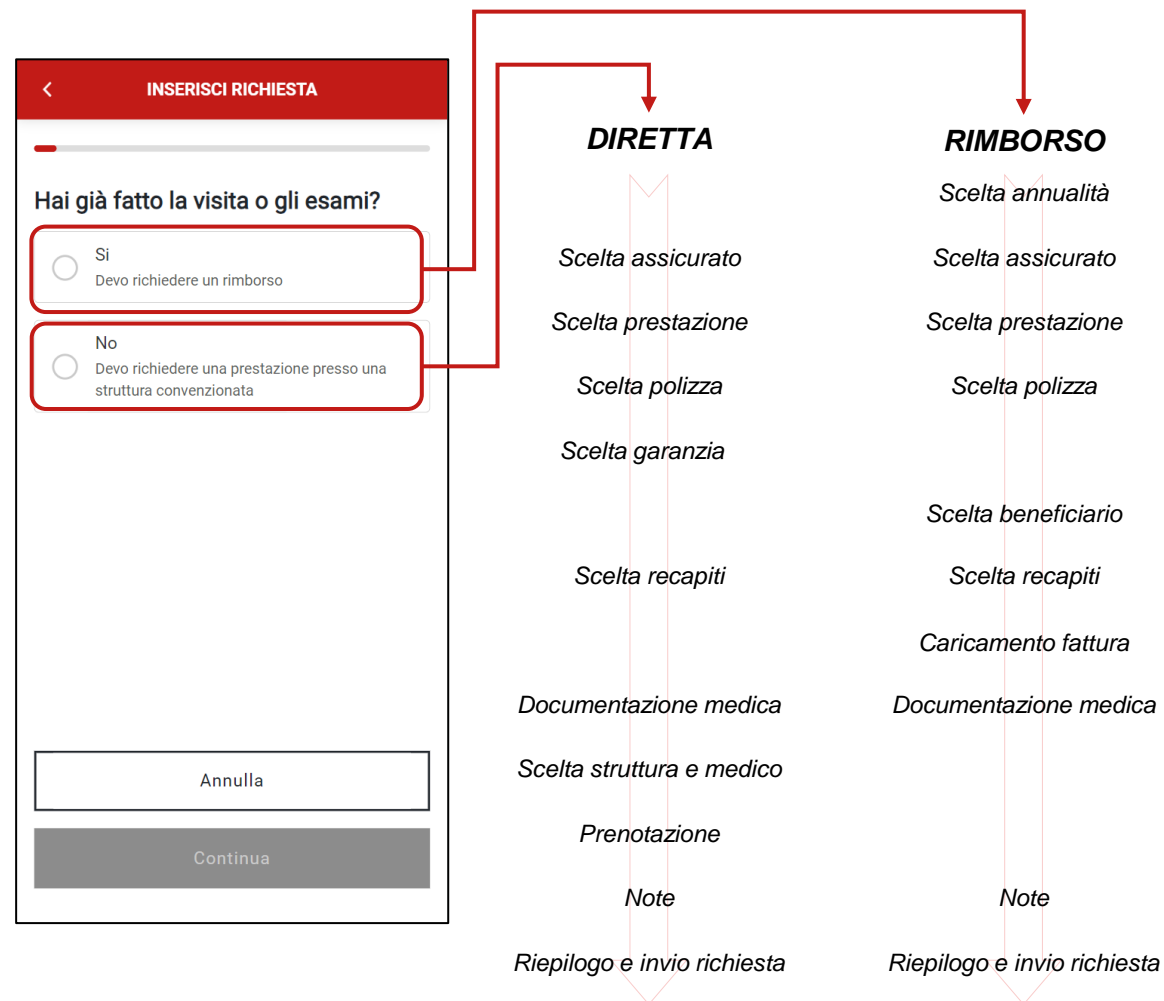 INSERISCI RICHIESTA
Hai già fatto la visita o gli esami?
Si
Devo richiedere un rimborso
No
Devo richiedere una prestazione presso una
struttura convenzionata
Annulla
Continua
DIRETTA
Scelta assicurato
Scelta prestazione
Scelta polizza
Scelta garanzia
Scelta recapiti
Documentazione medica
Scelta struttura e medico
Prenotazione
Note
Riepilogo e invio richiesta
RIMBORSO
Scelta annualità
Scelta assicurato
Scelta prestazione
Scelta polizza
Scelta beneficiario
Scelta recapiti
Caricamento fattura
Documentazione medica
Note
Riepilogo e invio richiesta